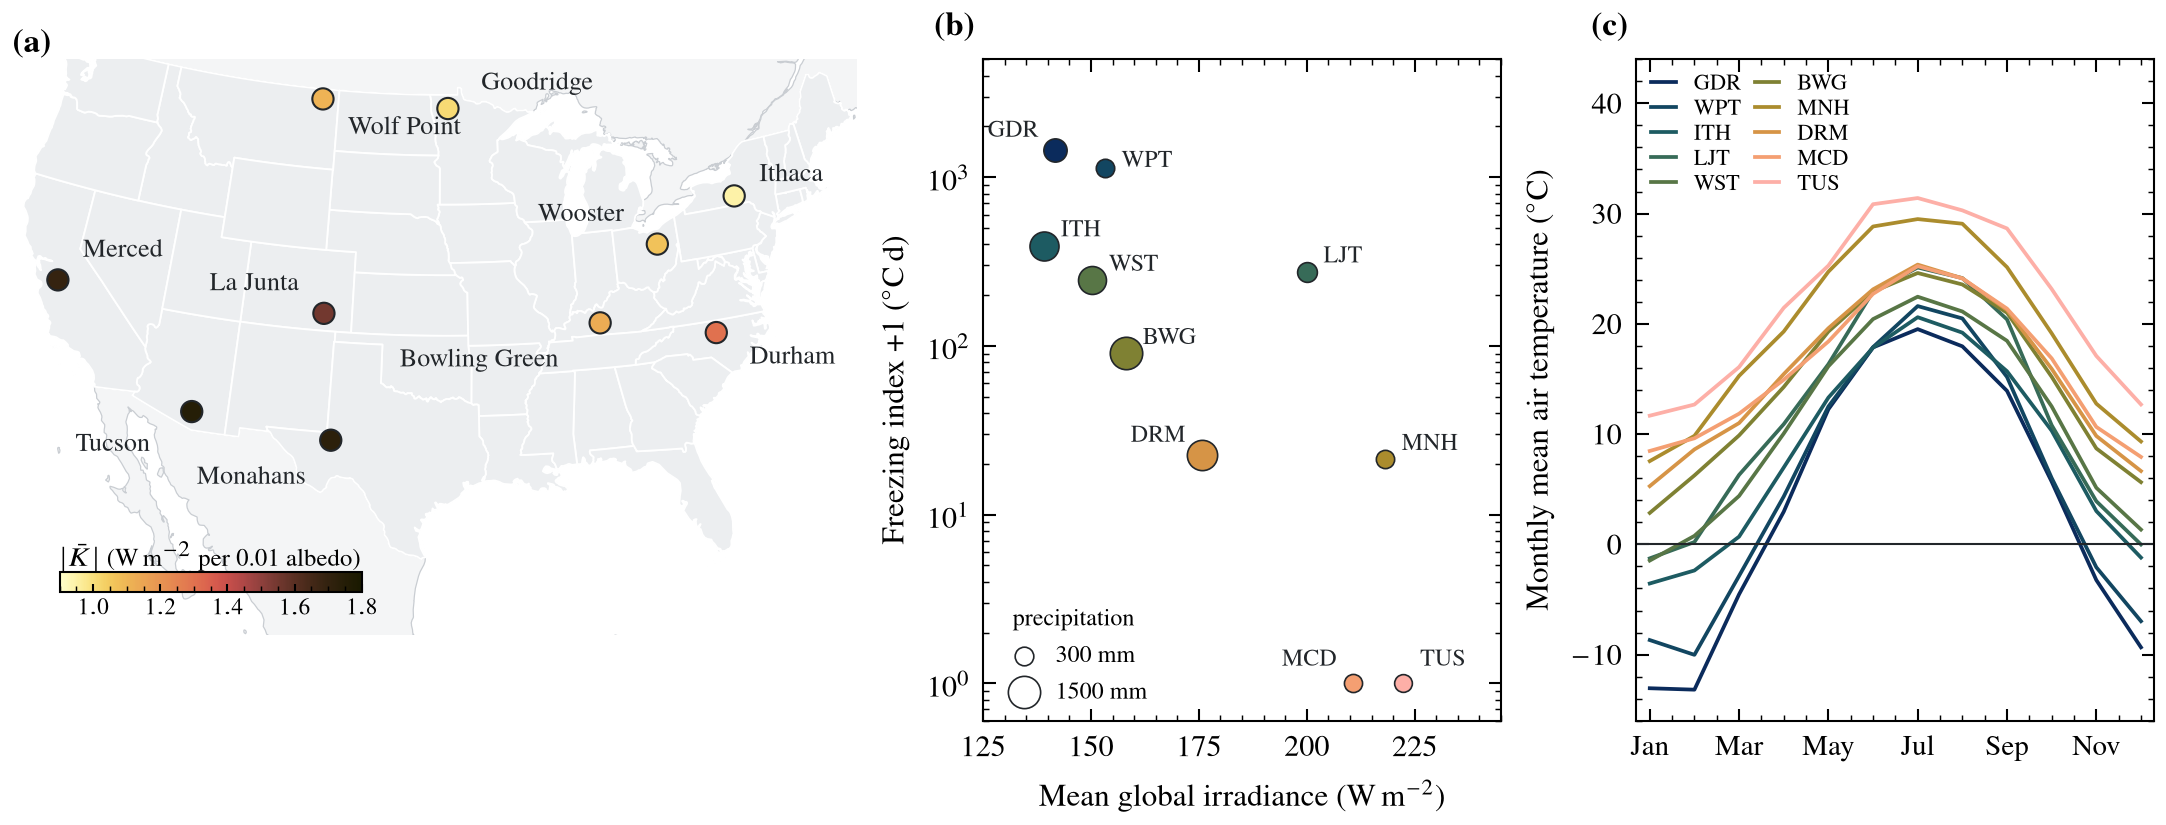 (a)
Goodridge
Wolf Point
Ithaca
Wooster
Merced
La Junta
Bowling Green
Durham
Tucson
Monahans
|K̄| (W m⁻² per 0.01 albedo)
1.0 1.2 1.4 1.6 1.8
(b)
Freezing index +1 (°C d)
10³
10²
10¹
10⁰
GDR
WPT
ITH
WST
LJT
BWG
DRM
MNH
MCD
TUS
precipitation
300 mm
1500 mm
125 150 175 200 225
Mean global irradiance (W m⁻²)
(c)
Monthly mean air temperature (°C)
40
30
20
10
0
−10
GDR BWG
WPT MNH
ITH DRM
LJT MCD
WST TUS
Jan Mar May Jul Sep Nov